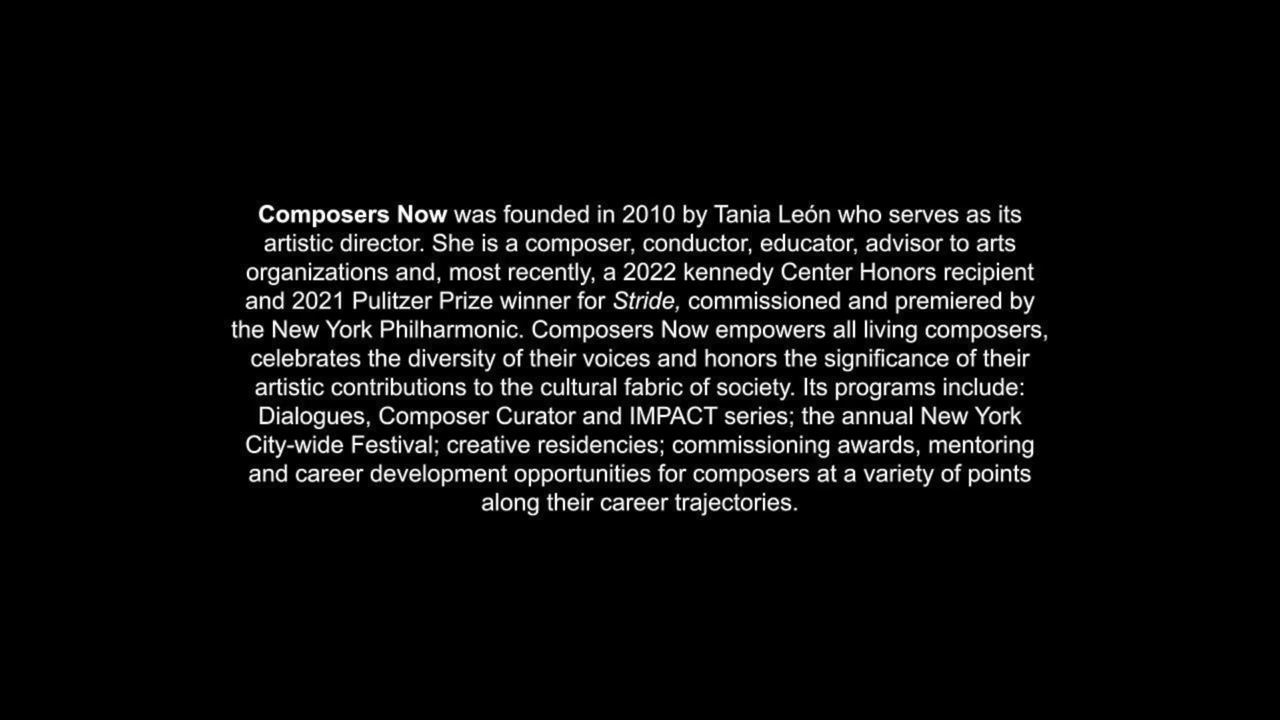 Composers Now was founded in 2010 by Tania León who serves as its
artistic director. She is a composer, conductor, educator, advisor to arts
organizations and, most recently, a 2022 kennedy Center Honors recipient
and 2021 Pulitzer Prize winner for Stride, commissioned and premiered by
the New York Philharmonic. Composers Now empowers all living composers,
celebrates the diversity of their voices and honors the significance of their
artistic contributions to the cultural fabric of society. Its programs include:
Dialogues, Composer Curator and IMPACT series; the annual New York
City-wide Festival; creative residencies; commissioning awards, mentoring
and career development opportunities for composers at a variety of points
along their career trajectories.